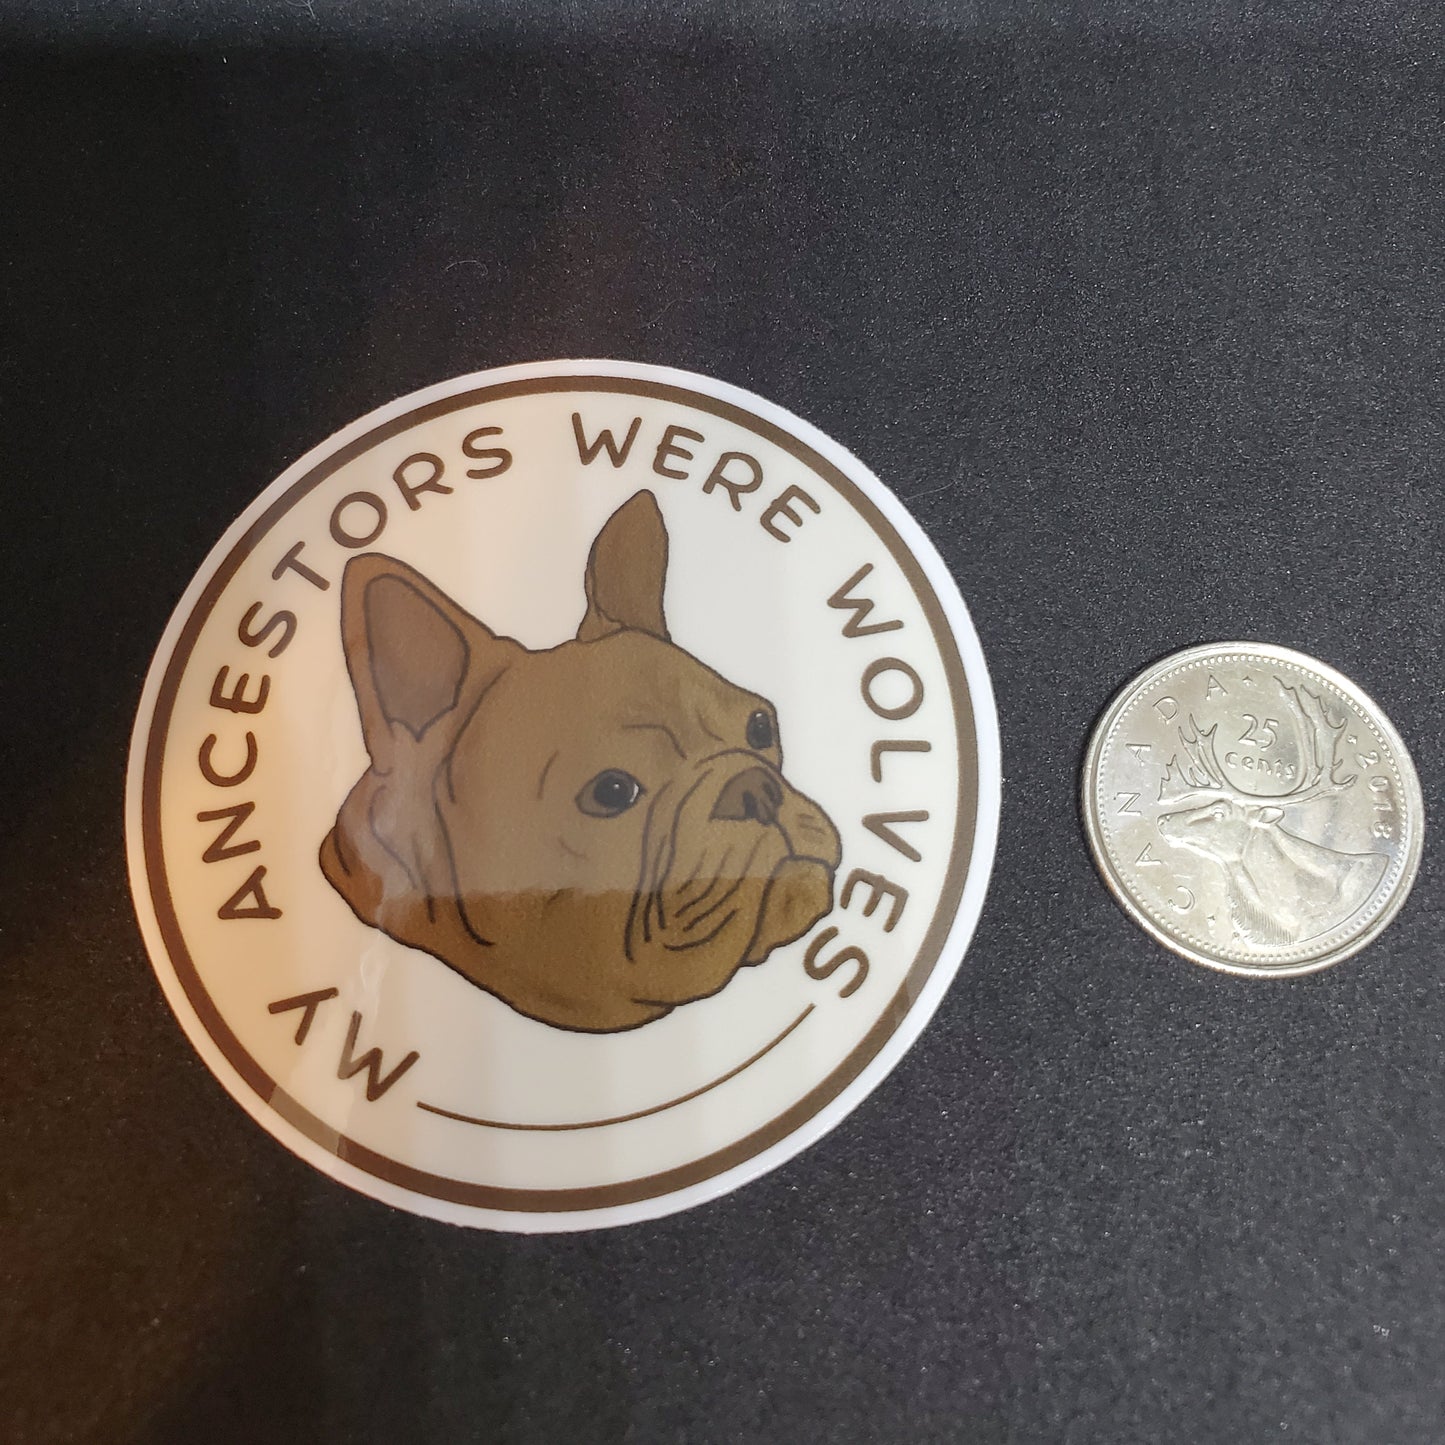 MY ANCESTORS WERE WOLVES
CANADA 2018
25
cents